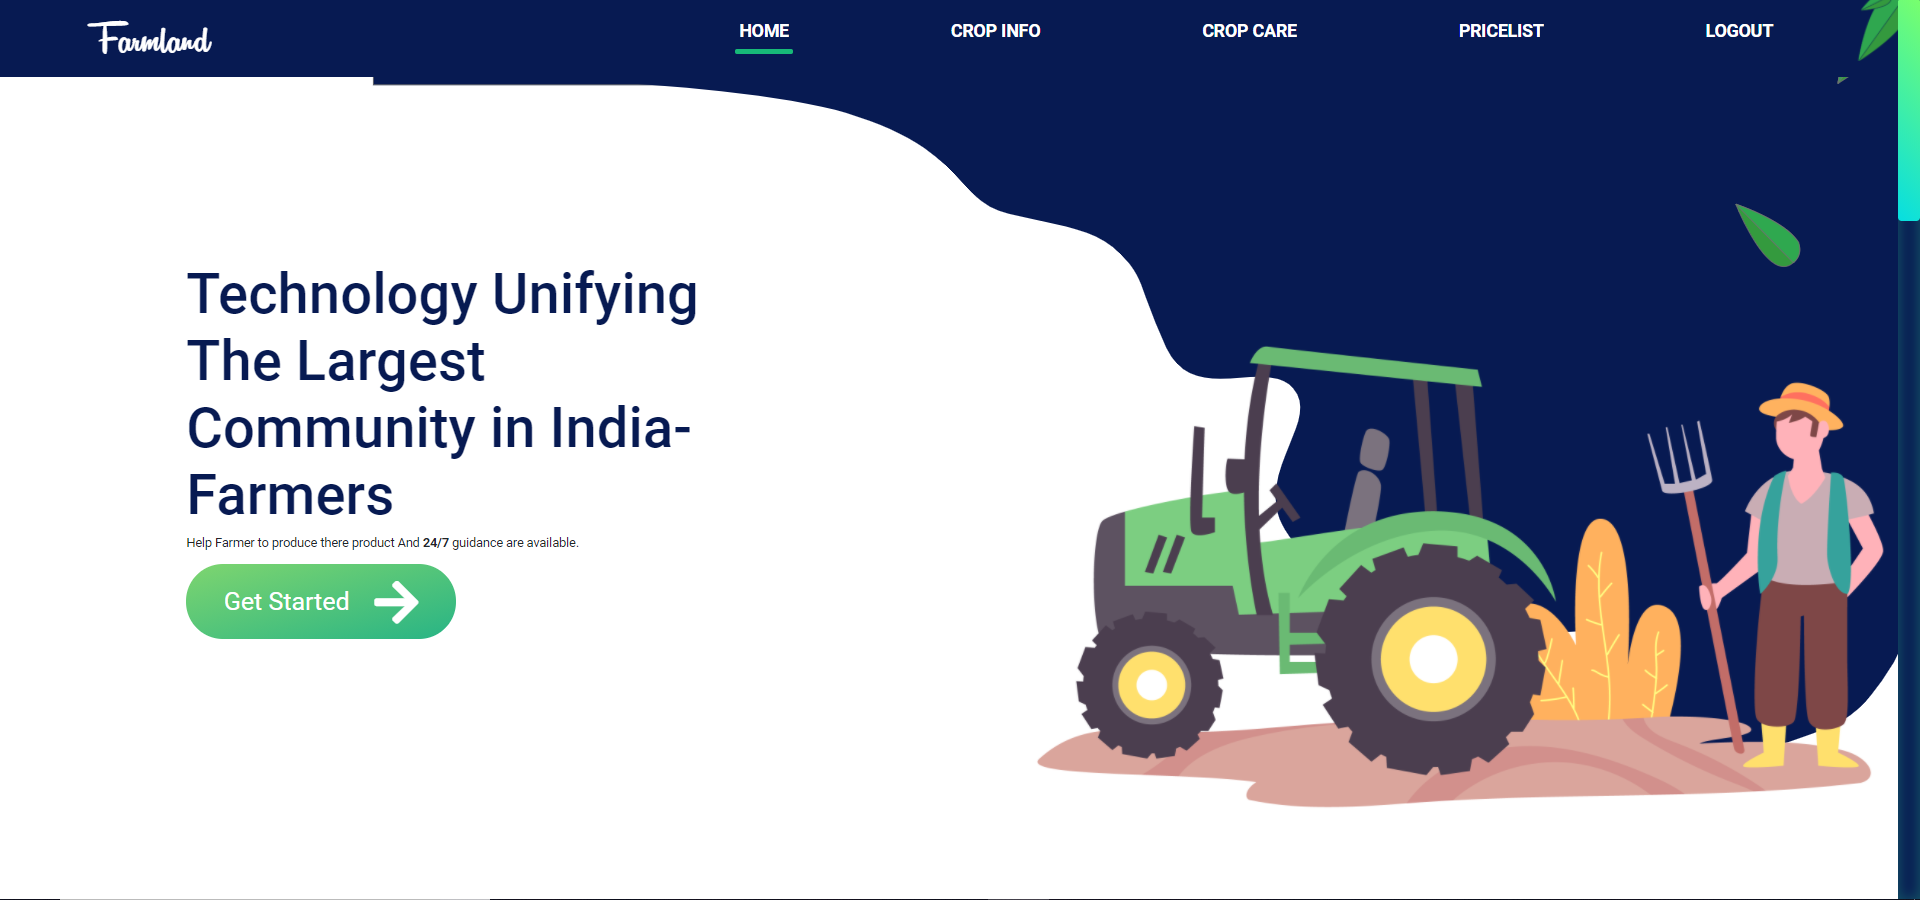 Farmland
HOME
CROP INFO
CROP CARE
PRICELIST
LOGOUT
Technology Unifying
The Largest
Community in India-
Farmers
Help Farmer to produce there product And 24/7 guidance are available.
Get Started